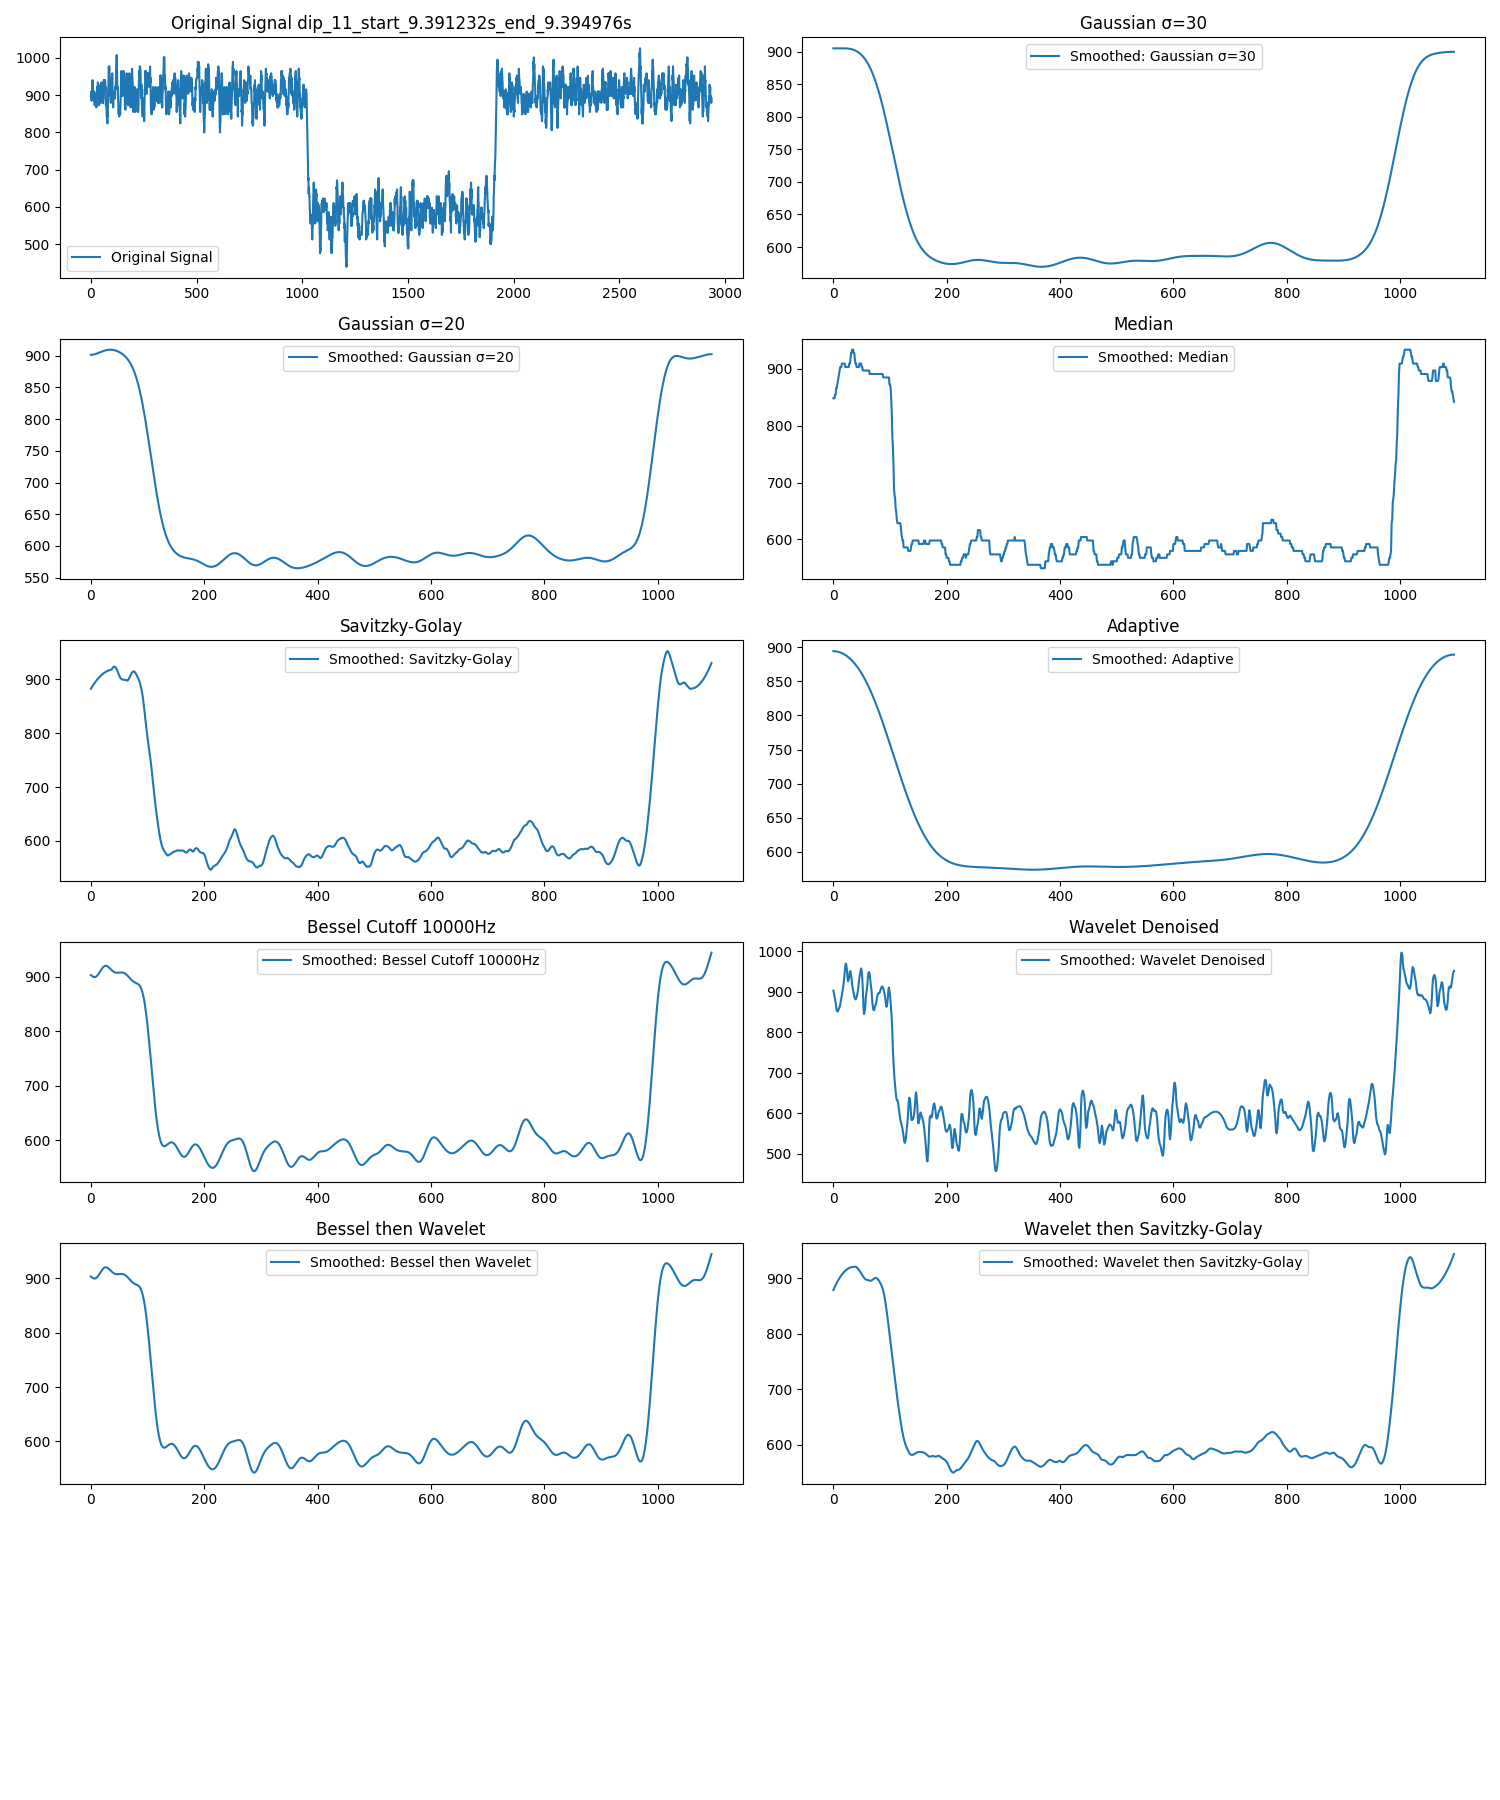 Original Signal dip_11_start_9.391232s_end_9.394976s
1000
900
800
700
600
500
Original Signal
0 500 1000 1500 2000 2500 3000
Gaussian σ=30
900
850
800
750
700
650
600
Smoothed: Gaussian σ=30
0 200 400 600 800 1000
Gaussian σ=20
900
850
800
750
700
650
600
550
Smoothed: Gaussian σ=20
0 200 400 600 800 1000
Median
900
800
700
600
Smoothed: Median
0 200 400 600 800 1000
Savitzky-Golay
900
800
700
600
Smoothed: Savitzky-Golay
0 200 400 600 800 1000
Adaptive
900
850
800
750
700
650
600
Smoothed: Adaptive
0 200 400 600 800 1000
Bessel Cutoff 10000Hz
900
800
700
600
Smoothed: Bessel Cutoff 10000Hz
0 200 400 600 800 1000
Wavelet Denoised
1000
900
800
700
600
500
Smoothed: Wavelet Denoised
0 200 400 600 800 1000
Bessel then Wavelet
900
800
700
600
Smoothed: Bessel then Wavelet
0 200 400 600 800 1000
Wavelet then Savitzky-Golay
900
800
700
600
Smoothed: Wavelet then Savitzky-Golay
0 200 400 600 800 1000